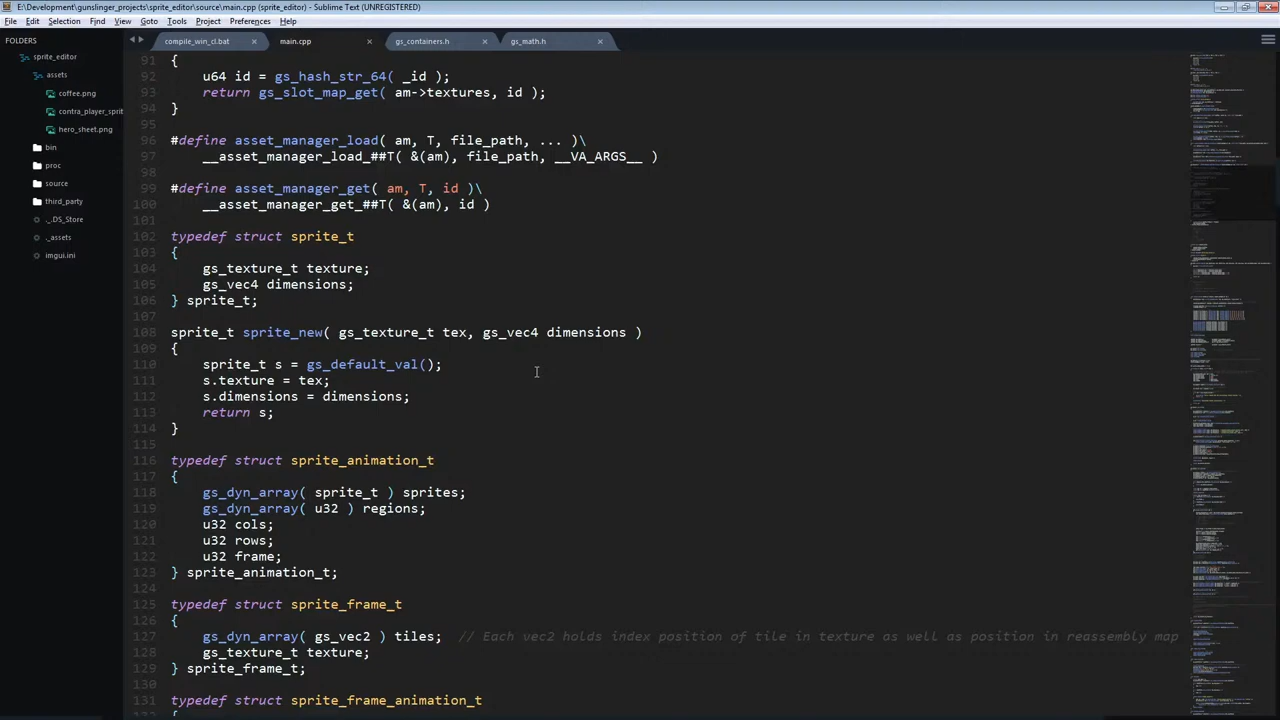 E:\Development\gunslinger_projects\sprite_editor\source\main.cpp (sprite_editor) - Sublime Text (UNREGISTERED)
File Edit Selection Find View Goto Tools Project Preferences Help
FOLDERS
sprite_editor
assets
coffee.png
contra_player_sprit
hero_sheet.png
bin
proc
source
third_party
._.DS_Store
._assets
imgui.ini
compile_win_cl.bat main.cpp gs_containers.h gs_math.h
91 {
92 u64 id = gs_hash_str_64( _id );
93 return gs_slot_map_get( am->textures, id );
94 }
95
96 #define asset_manager_load( am, T, file_path, ... )\
97 __asset_manager_load_##T( &(am), file_path, __VA_ARGS__ )
98
99 #define asset_manager_get( am, T, id )\
100 __asset_manager_get_##T( &(am), id )
101
102 typedef struct sprite_t
103 {
104 gs_texture_t texture;
105 gs_vec4 dimensions;
106 } sprite_t;
107
108 sprite_t sprite_new( gs_texture_t tex, gs_vec4 dimensions )
109 {
110 sprite_t s = gs_default_val();
111 s.texture = tex;
112 s.dimensions = dimensions;
113 return s;
114 }
115
116 typedef struct sprite_animation_t
117 {
118 gs_dyn_array( sprite_t ) sprites;
119 gs_dyn_array( regions;
120 u32 cols;
121 u32 rows;
122 u32 frame;
123 } sprite_animation_t;
124
125 typedef struct sprite_frame_t
126 {
127 gs_dyn_array( ) tiles; // Each vec2 holds index position of tile in texture as well as position in reassembly map
128 gs_texture_t texture;
129 } sprite_frame_t;
130
131 typedef struct sprite_frame_animation_t